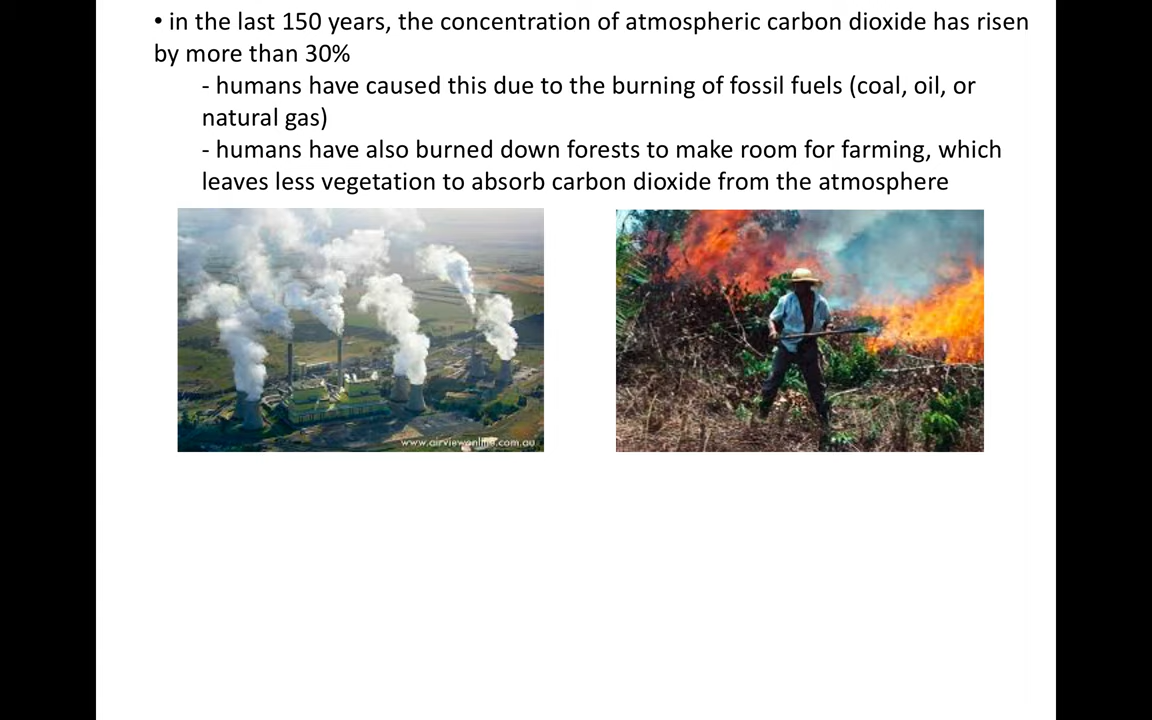 • in the last 150 years, the concentration of atmospheric carbon dioxide has risen
by more than 30%
- humans have caused this due to the burning of fossil fuels (coal, oil, or
natural gas)
- humans have also burned down forests to make room for farming, which
leaves less vegetation to absorb carbon dioxide from the atmosphere
www.airviewonline.com.au